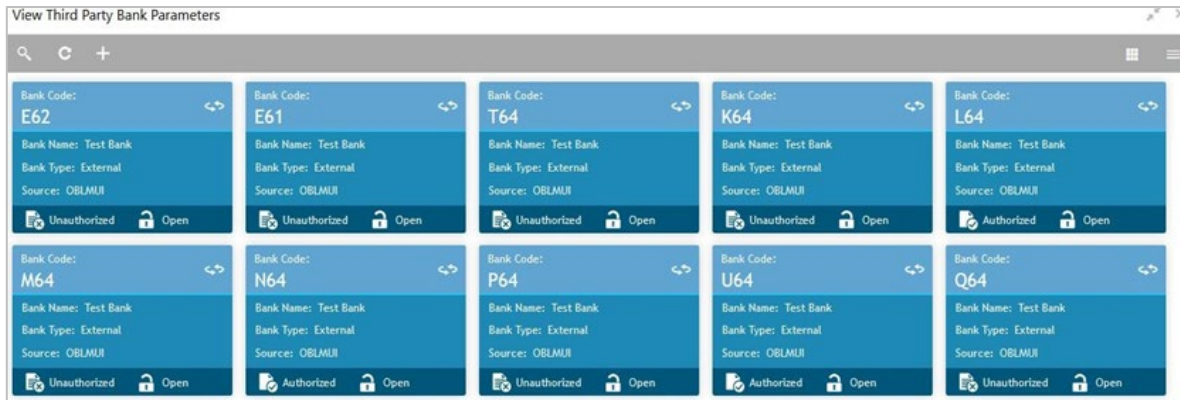 View Third Party Bank Parameters
Bank Code:
E62
Bank Name: Test Bank
Bank Type: External
Source: OBLMUI
Unauthorized Open
Bank Code:
E61
Bank Name: Test Bank
Bank Type: External
Source: OBLMUI
Unauthorized Open
Bank Code:
T64
Bank Name: Test Bank
Bank Type: External
Source: OBLMUI
Unauthorized Open
Bank Code:
K64
Bank Name: Test Bank
Bank Type: External
Source: OBLMUI
Unauthorized Open
Bank Code:
L64
Bank Name: Test Bank
Bank Type: External
Source: OBLMUI
Authorized Open
Bank Code:
M64
Bank Name: Test Bank
Bank Type: External
Source: OBLMUI
Unauthorized Open
Bank Code:
N64
Bank Name: Test Bank
Bank Type: External
Source: OBLMUI
Authorized Open
Bank Code:
P64
Bank Name: Test Bank
Bank Type: External
Source: OBLMUI
Unauthorized Open
Bank Code:
U64
Bank Name: Test Bank
Bank Type: External
Source: OBLMUI
Authorized Open
Bank Code:
Q64
Bank Name: Test Bank
Bank Type: External
Source: OBLMUI
Unauthorized Open